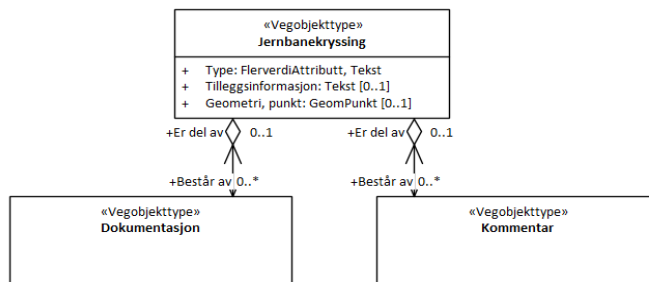 «Vegobjekttype»
Jernbanekryssing
+ Type: FlerverdiAttributt, Tekst
+ Tilleggsinformasjon: Tekst [0..1]
+ Geometri, punkt: GeomPunkt [0..1]
+Er del av 0..1 +Er del av 0..1
+Består av 0..* +Består av 0..*
«Vegobjekttype» «Vegobjekttype»
Dokumentasjon Kommentar